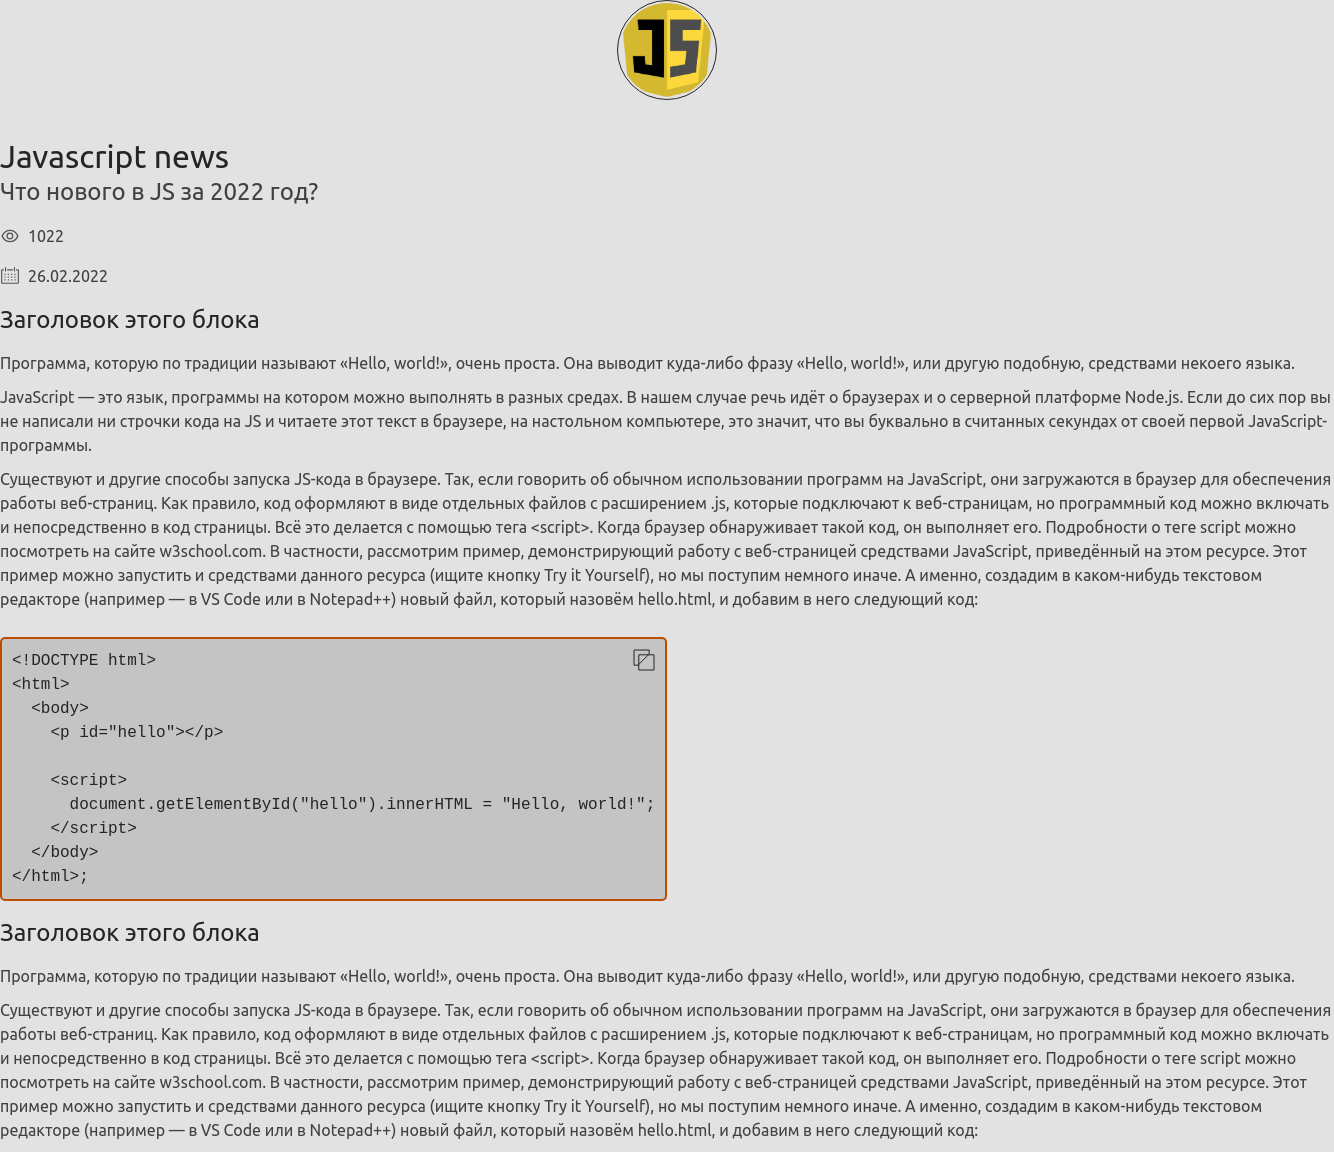 JS
Javascript news
Что нового в JS за 2022 год?
1022
26.02.2022
Заголовок этого блока
Программа, которую по традиции называют «Hello, world!», очень проста. Она выводит куда-либо фразу «Hello, world!», или другую подобную, средствами некоего языка.
JavaScript — это язык, программы на котором можно выполнять в разных средах. В нашем случае речь идёт о браузерах и о серверной платформе Node.js. Если до сих пор вы
не написали ни строчки кода на JS и читаете этот текст в браузере, на настольном компьютере, это значит, что вы буквально в считанных секундах от своей первой JavaScript-
программы.
Существуют и другие способы запуска JS-кода в браузере. Так, если говорить об обычном использовании программ на JavaScript, они загружаются в браузер для обеспечения
работы веб-страниц. Как правило, код оформляют в виде отдельных файлов с расширением .js, которые подключают к веб-страницам, но программный код можно включать
и непосредственно в код страницы. Всё это делается с помощью тега <script>. Когда браузер обнаруживает такой код, он выполняет его. Подробности о теге script можно
посмотреть на сайте w3school.com. В частности, рассмотрим пример, демонстрирующий работу с веб-страницей средствами JavaScript, приведённый на этом ресурсе. Этот
пример можно запустить и средствами данного ресурса (ищите кнопку Try it Yourself), но мы поступим немного иначе. А именно, создадим в каком-нибудь текстовом
редакторе (например — в VS Code или в Notepad++) новый файл, который назовём hello.html, и добавим в него следующий код:
<!DOCTYPE html>
<html>
  <body>
    <p id="hello"></p>
    <script>
      document.getElementById("hello").innerHTML = "Hello, world!";
    </script>
  </body>
</html>;
Заголовок этого блока
Программа, которую по традиции называют «Hello, world!», очень проста. Она выводит куда-либо фразу «Hello, world!», или другую подобную, средствами некоего языка.
Существуют и другие способы запуска JS-кода в браузере. Так, если говорить об обычном использовании программ на JavaScript, они загружаются в браузер для обеспечения
работы веб-страниц. Как правило, код оформляют в виде отдельных файлов с расширением .js, которые подключают к веб-страницам, но программный код можно включать
и непосредственно в код страницы. Всё это делается с помощью тега <script>. Когда браузер обнаруживает такой код, он выполняет его. Подробности о теге script можно
посмотреть на сайте w3school.com. В частности, рассмотрим пример, демонстрирующий работу с веб-страницей средствами JavaScript, приведённый на этом ресурсе. Этот
пример можно запустить и средствами данного ресурса (ищите кнопку Try it Yourself), но мы поступим немного иначе. А именно, создадим в каком-нибудь текстовом
редакторе (например — в VS Code или в Notepad++) новый файл, который назовём hello.html, и добавим в него следующий код: